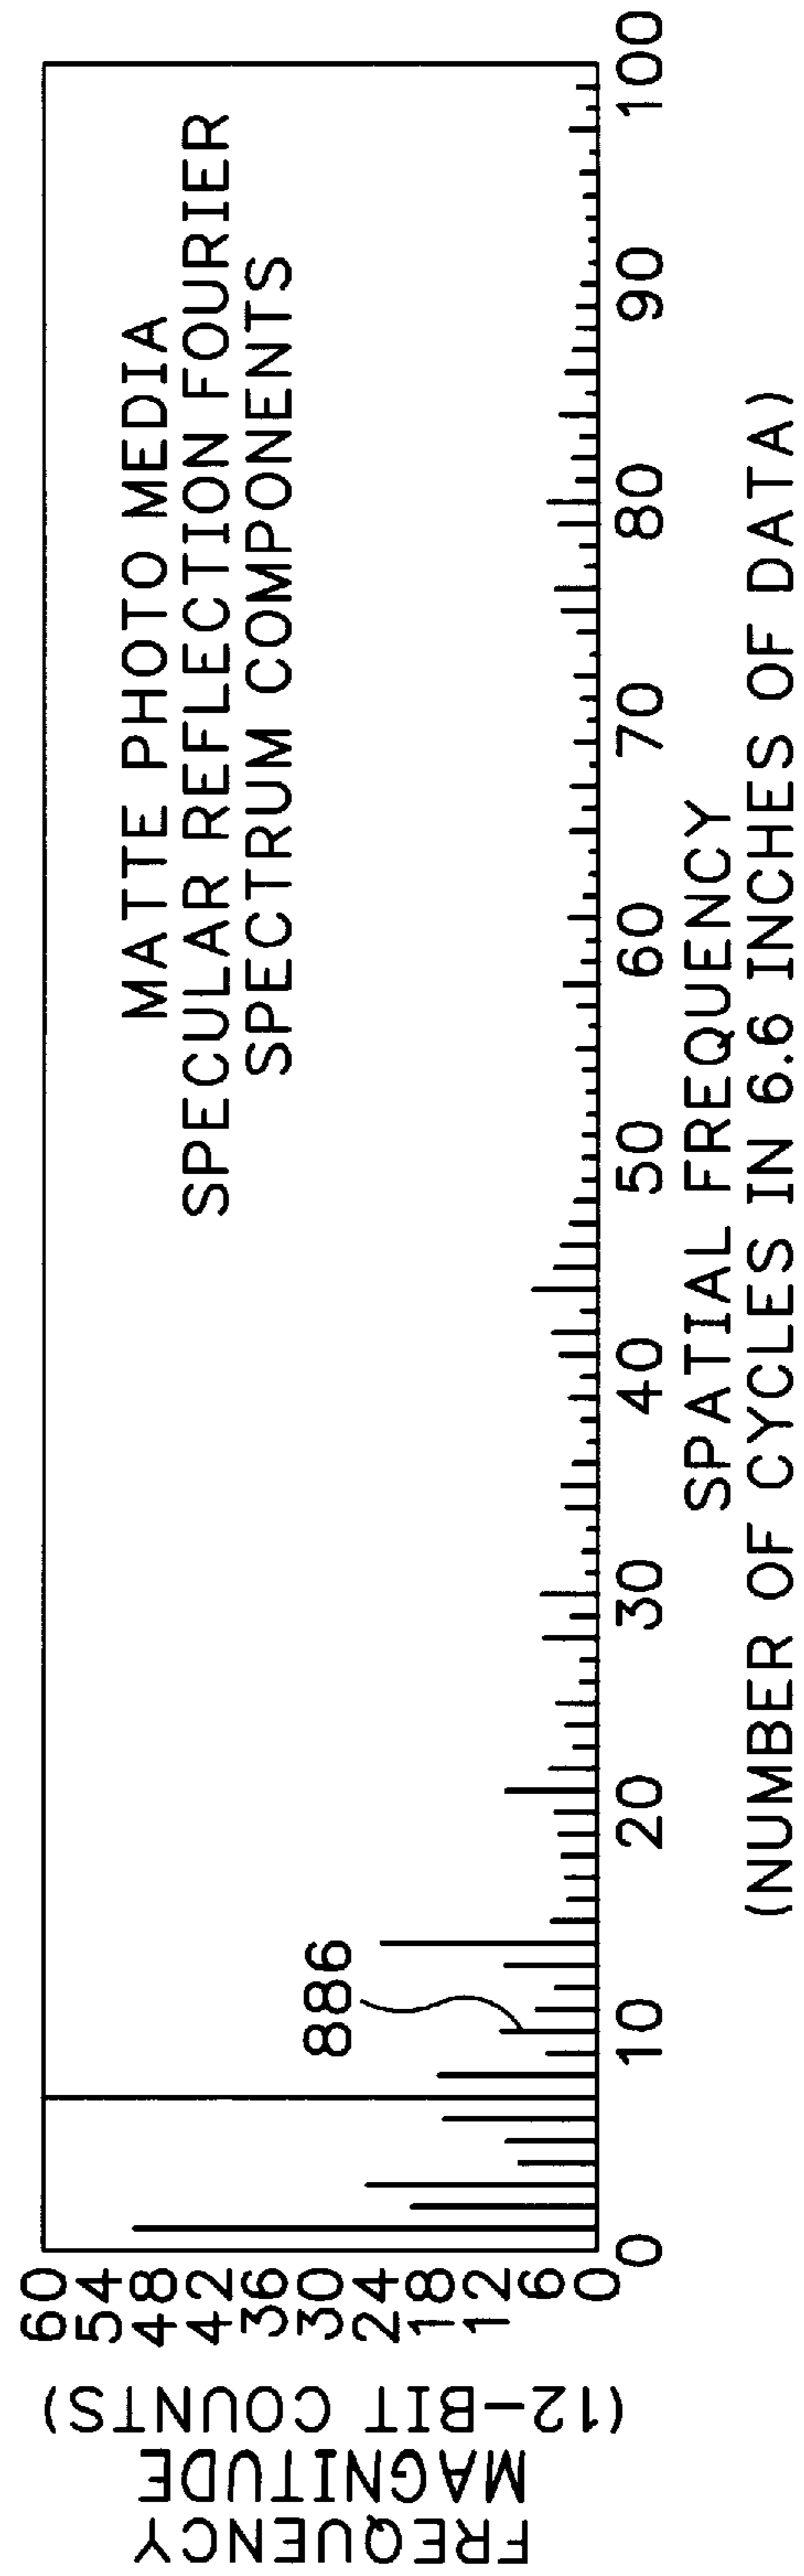 MATTE PHOTO MEDIA
SPECULAR REFLECTION FOURIER
SPECTRUM COMPONENTS
FREQUENCY
MAGNITUDE
(12-BIT COUNTS)
60
54
48
42
36
30
24
18
12
6
0
886
0 10 20 30 40 50 60 70 80 90 100
SPATIAL FREQUENCY
(NUMBER OF CYCLES IN 6.6 INCHES OF DATA)